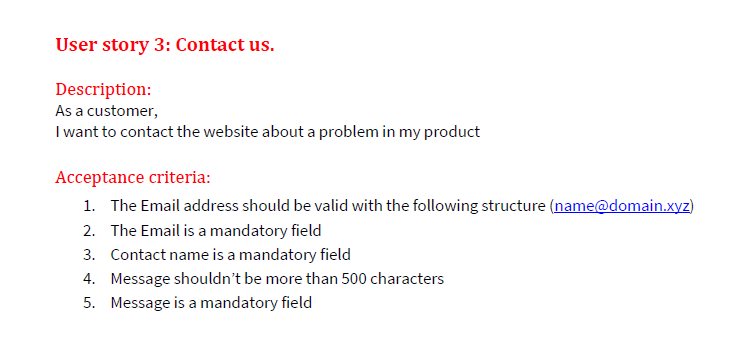 User story 3: Contact us.
Description:
As a customer,
I want to contact the website about a problem in my product
Acceptance criteria:
1. The Email address should be valid with the following structure (name@domain.xyz)
2. The Email is a mandatory field
3. Contact name is a mandatory field
4. Message shouldn’t be more than 500 characters
5. Message is a mandatory field